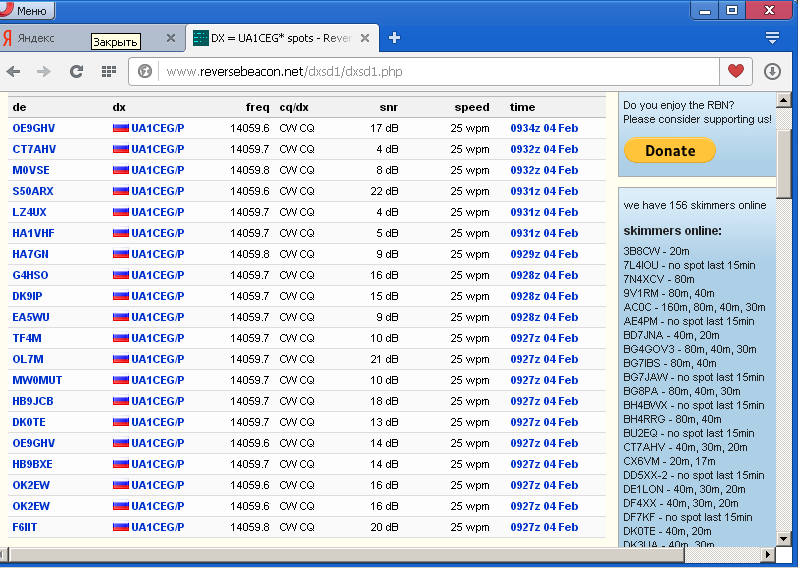 Меню
Яндекс
Закрыть
DX = UA1CEG* spots - Rever
www.reversebeacon.net/dxsd1/dxsd1.php
de dx freq cq/dx snr speed time
OE9GHV UA1CEG/P 14059.6 CW CQ 17 dB 25 wpm 0934z 04 Feb
CT7AHV UA1CEG/P 14059.7 CW CQ 4 dB 25 wpm 0932z 04 Feb
M0VSE UA1CEG/P 14059.8 CW CQ 8 dB 25 wpm 0932z 04 Feb
S50ARX UA1CEG/P 14059.6 CW CQ 22 dB 25 wpm 0931z 04 Feb
LZ4UX UA1CEG/P 14059.7 CW CQ 4 dB 25 wpm 0931z 04 Feb
HA1VHF UA1CEG/P 14059.7 CW CQ 5 dB 25 wpm 0931z 04 Feb
HA7GN UA1CEG/P 14059.8 CW CQ 9 dB 25 wpm 0929z 04 Feb
G4HSO UA1CEG/P 14059.7 CW CQ 16 dB 25 wpm 0928z 04 Feb
DK9IP UA1CEG/P 14059.7 CW CQ 15 dB 25 wpm 0928z 04 Feb
EA5WU UA1CEG/P 14059.7 CW CQ 9 dB 25 wpm 0928z 04 Feb
TF4M UA1CEG/P 14059.7 CW CQ 10 dB 25 wpm 0927z 04 Feb
OL7M UA1CEG/P 14059.7 CW CQ 21 dB 25 wpm 0927z 04 Feb
MW0MUT UA1CEG/P 14059.7 CW CQ 10 dB 25 wpm 0927z 04 Feb
HB9JCB UA1CEG/P 14059.7 CW CQ 18 dB 25 wpm 0927z 04 Feb
DK0TE UA1CEG/P 14059.7 CW CQ 13 dB 25 wpm 0927z 04 Feb
OE9GHV UA1CEG/P 14059.6 CW CQ 14 dB 25 wpm 0927z 04 Feb
HB9BXE UA1CEG/P 14059.7 CW CQ 14 dB 25 wpm 0927z 04 Feb
OK2EW UA1CEG/P 14059.6 CW CQ 16 dB 25 wpm 0927z 04 Feb
OK2EW UA1CEG/P 14059.6 CW CQ 16 dB 25 wpm 0927z 04 Feb
F6IIT UA1CEG/P 14059.8 CW CQ 20 dB 25 wpm 0927z 04 Feb
Do you enjoy the RBN?
Please consider supporting us!
Donate
we have 156 skimmers online
skimmers online:
3B8CW - 20m
7L4IOU - no spot last 15min
7N4XCV - 80m
9V1RM - 80m, 40m
AC0C - 160m, 80m, 40m, 30m
AE4PM - no spot last 15min
BD7JNA - 40m, 20m
BG4GOV3 - 80m, 40m, 30m
BG7IBS - 80m, 40m
BG7JAW - no spot last 15min
BG8PA - 80m, 40m, 30m
BH4BWX - no spot last 15min
BH4RRG - 80m, 40m
BU2EQ - no spot last 15min
CT7AHV - 40m, 30m, 20m
CX6VM - 20m, 17m
DD5XX-2 - no spot last 15min
DE1LON - 40m, 30m, 20m
DF4XX - 40m, 30m, 20m
DF7KF - no spot last 15min
DK0TE - 40m, 20m
DK3UA - 40m, 30m